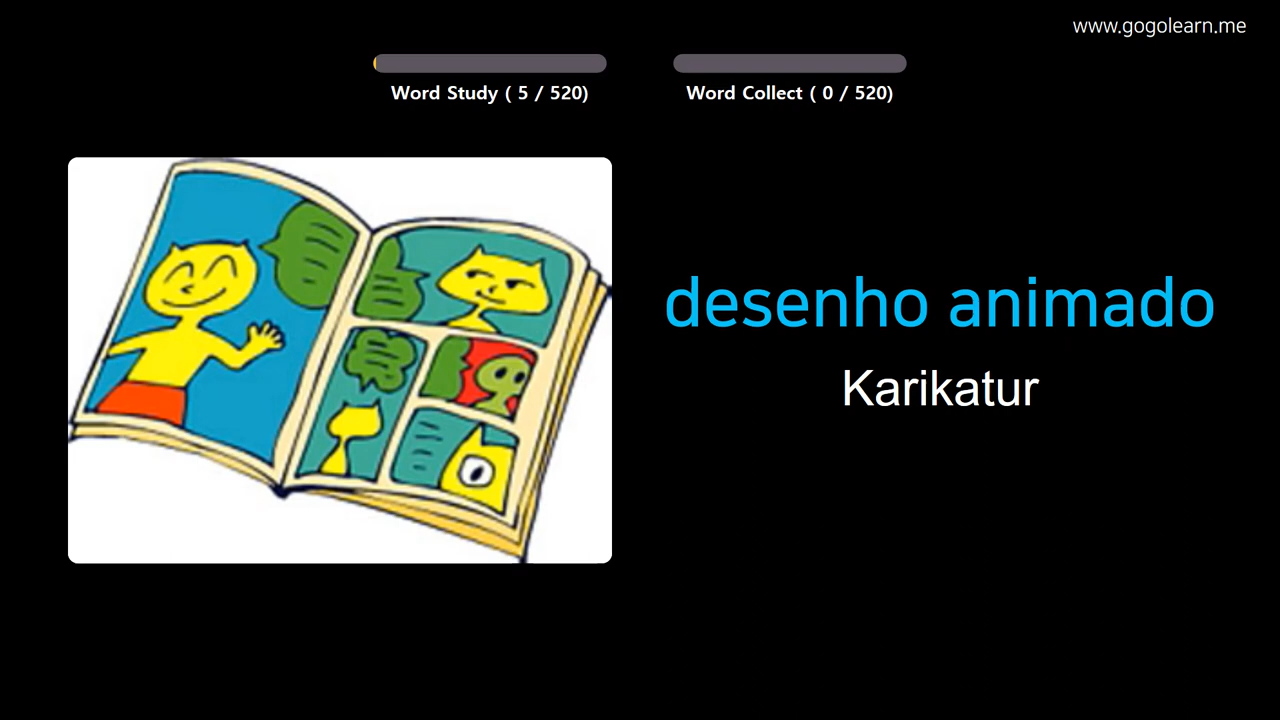 www.gogolearn.me
Word Study ( 5 / 520)
Word Collect ( 0 / 520)
desenho animado
Karikatur